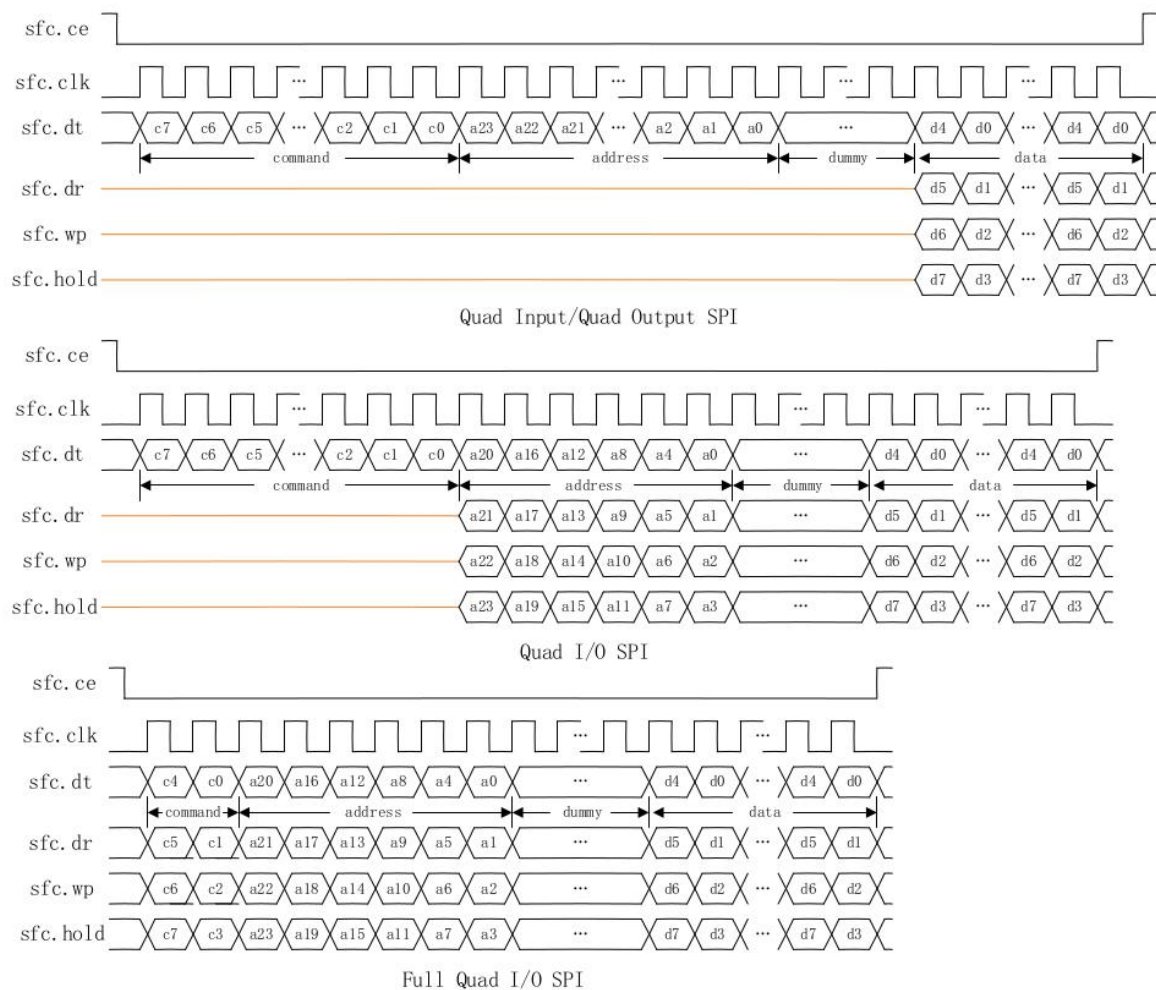 sfc.ce
sfc.clk ... ... ... ...
sfc.dt c7 c6 c5 ... c2 c1 c0 a23 a22 a21 ... a2 a1 a0 ... d4 d0 ... d4 d0
command address dummy data
sfc.dr d5 d1 ... d5 d1
sfc.wp d6 d2 ... d6 d2
sfc.hold d7 d3 ... d7 d3
Quad Input/Quad Output SPI
sfc.ce
sfc.clk ... ... ...
sfc.dt c7 c6 c5 ... c2 c1 c0 a20 a16 a12 a8 a4 a0 ... d4 d0 ... d4 d0
command address dummy data
sfc.dr a21 a17 a13 a9 a5 a1 ... d5 d1 ... d5 d1
sfc.wp a22 a18 a14 a10 a6 a2 ... d6 d2 ... d6 d2
sfc.hold a23 a19 a15 a11 a7 a3 ... d7 d3 ... d7 d3
Quad I/O SPI
sfc.ce
sfc.clk ... ...
sfc.dt c4 c0 a20 a16 a12 a8 a4 a0 ... d4 d0 ... d4 d0
command address dummy data
sfc.dr c5 c1 a21 a17 a13 a9 a5 a1 ... d5 d1 ... d5 d1
sfc.wp c6 c2 a22 a18 a14 a10 a6 a2 ... d6 d2 ... d6 d2
sfc.hold c7 c3 a23 a19 a15 a11 a7 a3 ... d7 d3 ... d7 d3
Full Quad I/O SPI